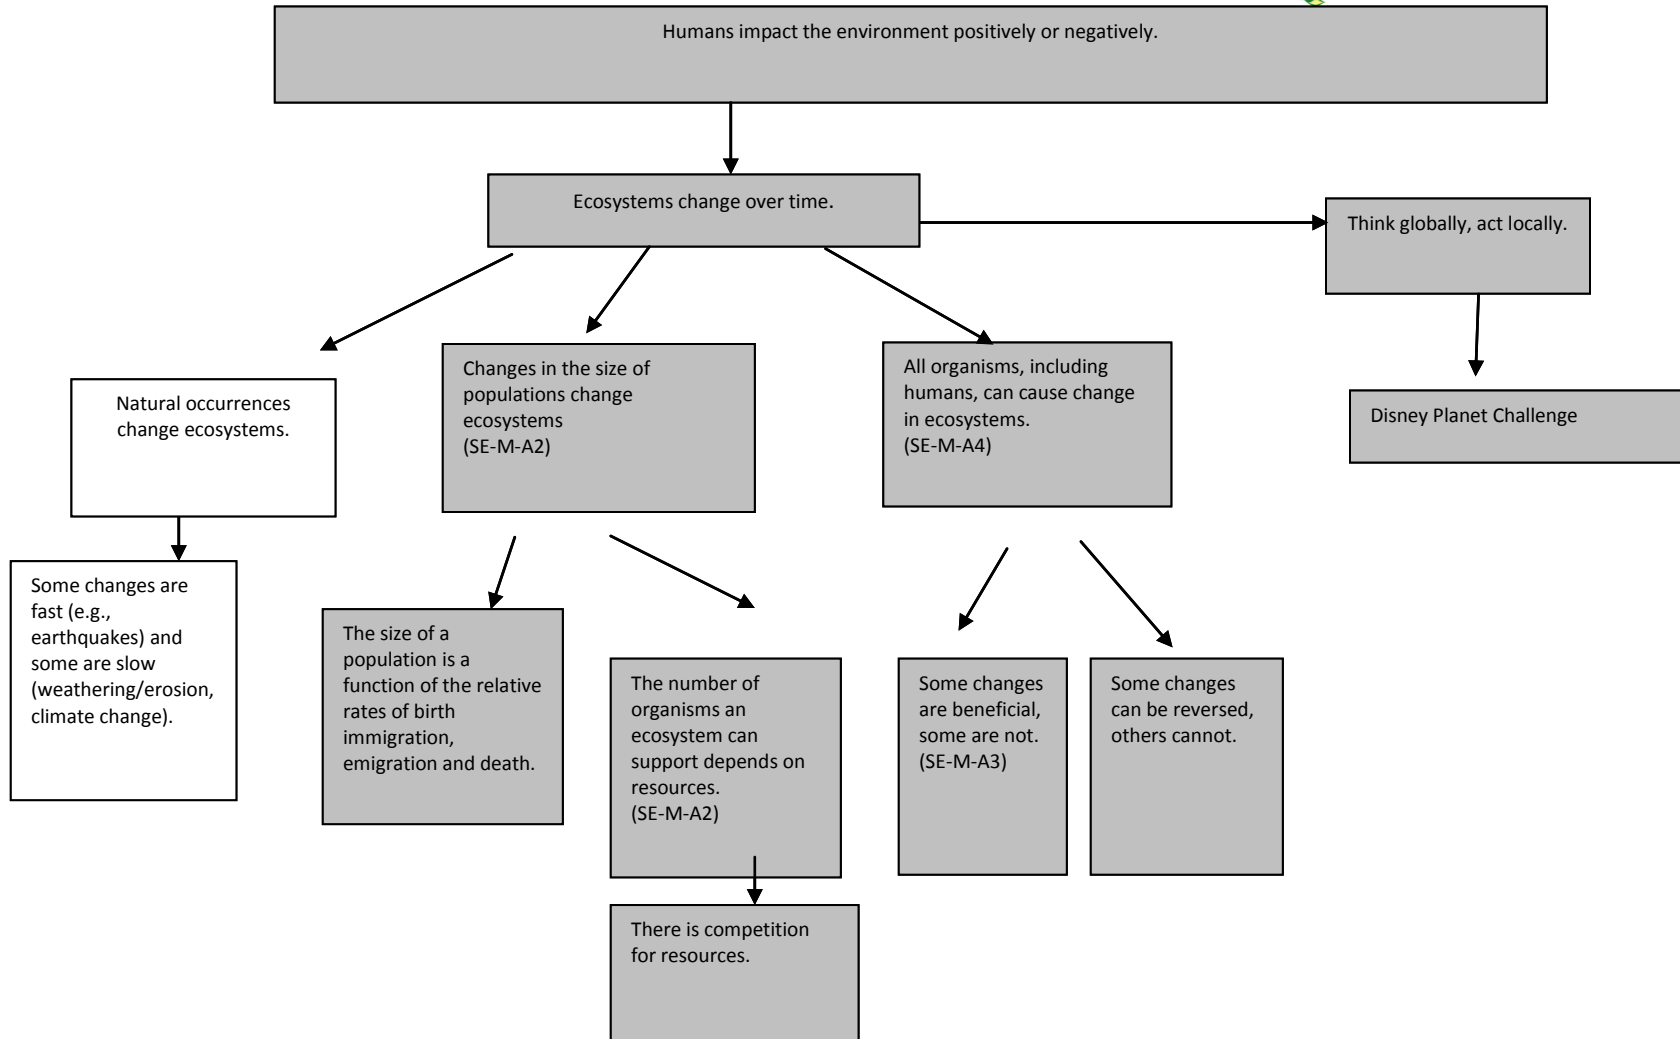 Humans impact the environment positively or negatively.
Ecosystems change over time.
Think globally, act locally.
Natural occurrences
change ecosystems.
Changes in the size of
populations change
ecosystems
(SE-M-A2)
All organisms, including
humans, can cause change
in ecosystems.
(SE-M-A4)
Disney Planet Challenge
Some changes are
fast (e.g.,
earthquakes) and
some are slow
(weathering/erosion,
climate change).
The size of a
population is a
function of the relative
rates of birth
immigration,
emigration and death.
The number of
organisms an
ecosystem can
support depends on
resources.
(SE-M-A2)
Some changes
are beneficial,
some are not.
(SE-M-A3)
Some changes
can be reversed,
others cannot.
There is competition
for resources.